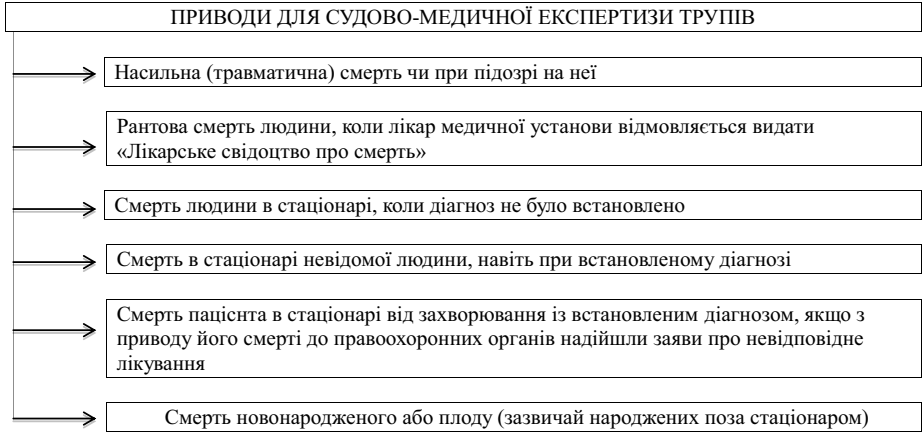 ПРИВОДИ ДЛЯ СУДОВО-МЕДИЧНОЇ ЕКСПЕРТИЗИ ТРУПІВ
Насильна (травматична) смерть чи при підозрі на неї
Рантова смерть людини, коли лікар медичної установи відмовляється видати
«Лікарське свідоцтво про смерть»
Смерть людини в стаціонарі, коли діагноз не було встановлено
Смерть в стаціонарі невідомої людини, навіть при встановленому діагнозі
Смерть пацієнта в стаціонарі від захворювання із встановленим діагнозом, якщо з
приводу його смерті до правоохоронних органів надійшли заяви про невідповідне
лікування
Смерть новонародженого або плоду (зазвичай народжених поза стаціонаром)